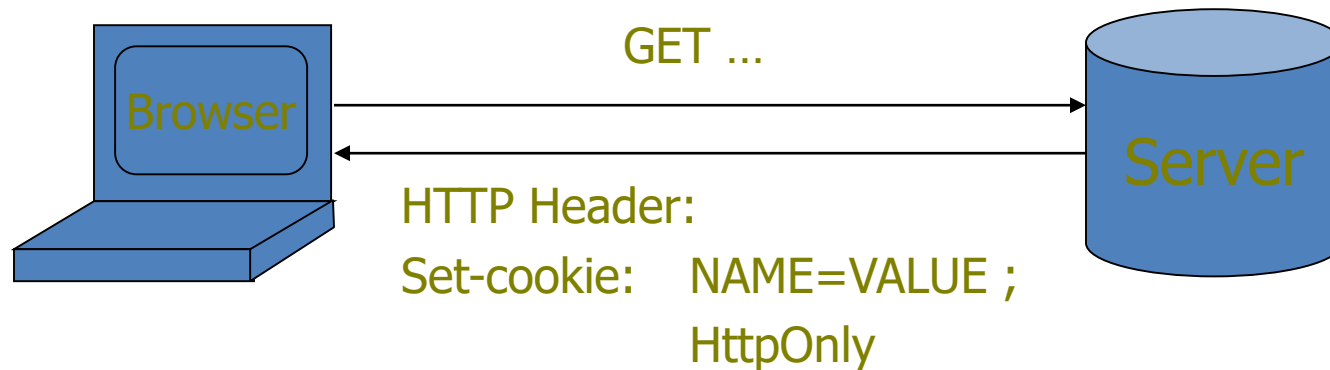 GET ...
Browser
Server
HTTP Header:
Set-cookie: NAME=VALUE ;
HttpOnly